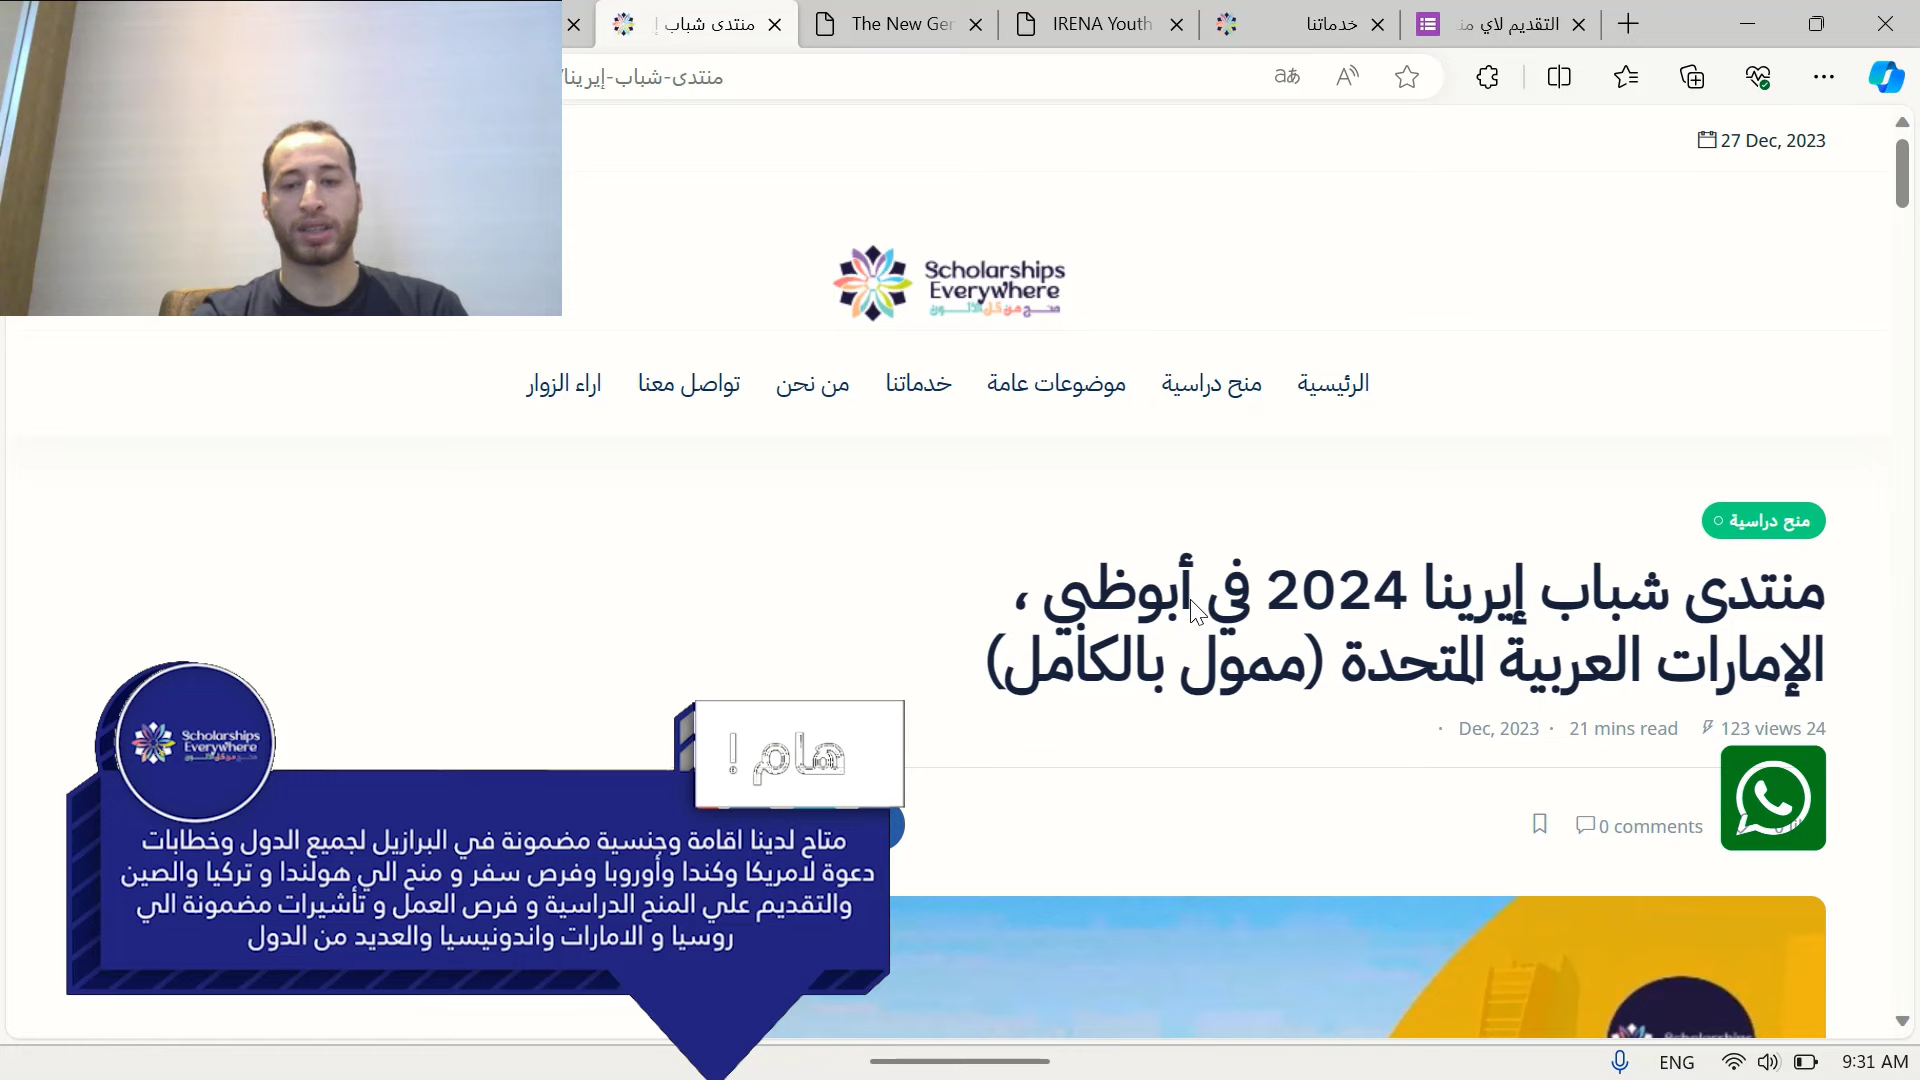 منتدى شباب
The New Ger
IRENA Youth
خدماتنا
التقديم لاي من
منتدى-شباب-إيرينا/
27 Dec, 2023
Scholarships
Everywhere
منح من كل الألوان
الرئيسية
منح دراسية
موضوعات عامة
خدماتنا
من نحن
تواصل معنا
اراء الزوار
منح دراسية
منتدى شباب إيرينا 2024 في أبوظبي ،
الإمارات العربية المتحدة (ممول بالكامل)
· Dec, 2023 · 21 mins read 123 views 24
0 comments
هام !
Scholarships
Everywhere
متاح لدينا اقامة وجنسية مضمونة في البرازيل لجميع الدول وخطابات
دعوة لامريكا وكندا وأوروبا وفرص سفر و منح الي هولندا و تركيا والصين
والتقديم علي المنح الدراسية و فرص العمل و تأشيرات مضمونة الي
روسيا و الامارات واندونيسيا والعديد من الدول
ENG
9:31 AM